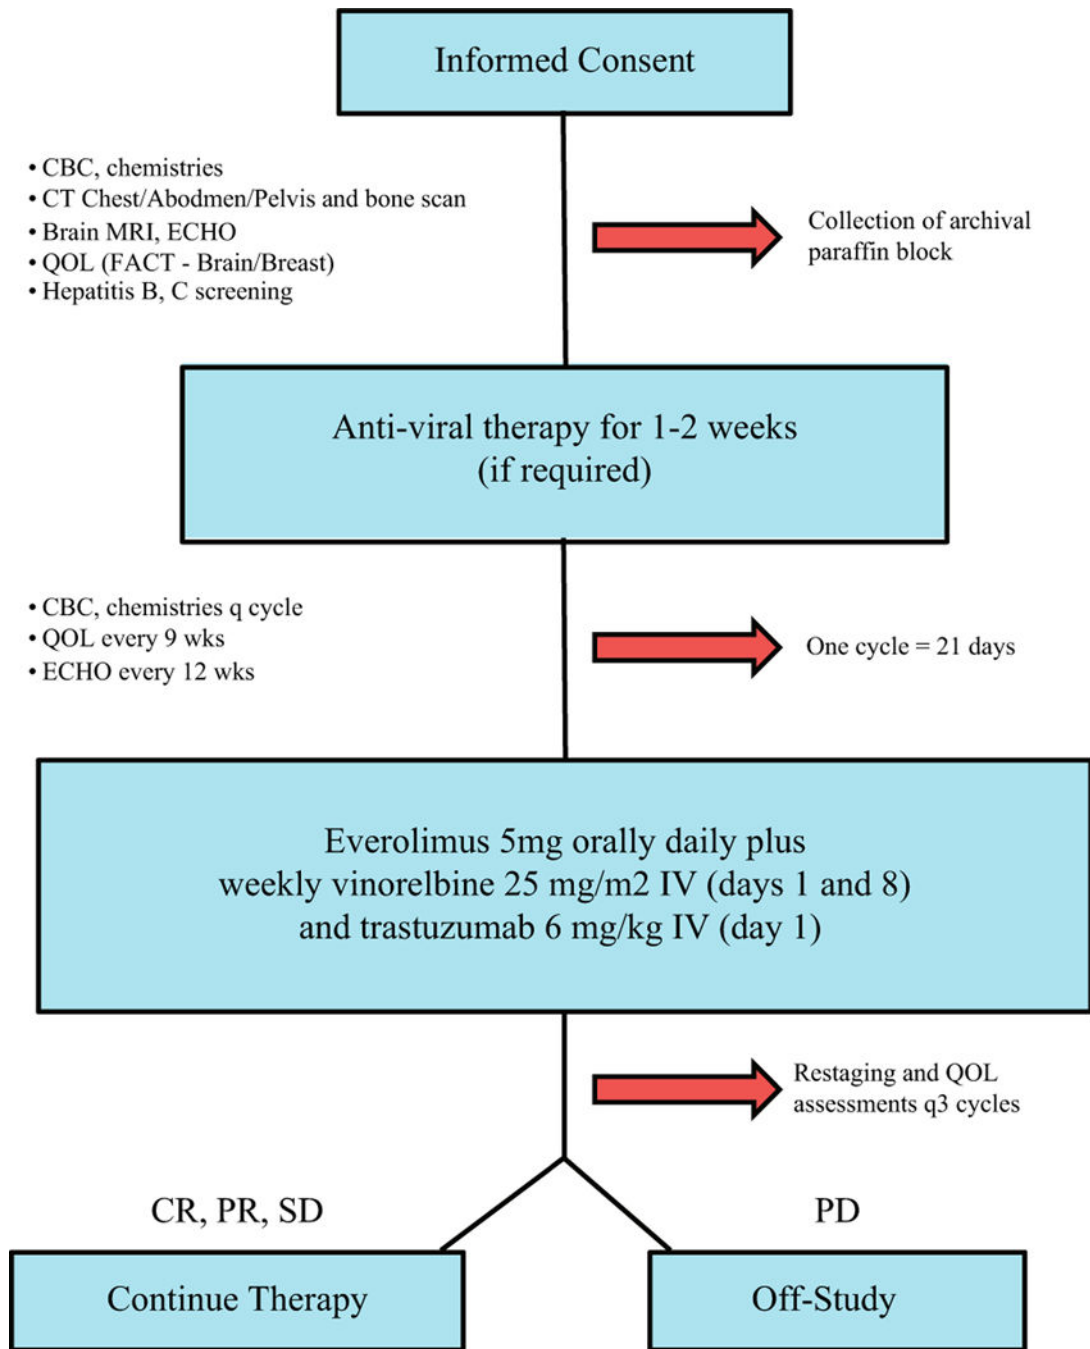 Informed Consent
• CBC, chemistries
• CT Chest/Abodmen/Pelvis and bone scan
• Brain MRI, ECHO
• QOL (FACT - Brain/Breast)
• Hepatitis B, C screening
Collection of archival
paraffin block
Anti-viral therapy for 1-2 weeks
(if required)
• CBC, chemistries q cycle
• QOL every 9 wks
• ECHO every 12 wks
One cycle = 21 days
Everolimus 5mg orally daily plus
weekly vinorelbine 25 mg/m2 IV (days 1 and 8)
and trastuzumab 6 mg/kg IV (day 1)
Restaging and QOL
assessments q3 cycles
CR, PR, SD
PD
Continue Therapy
Off-Study